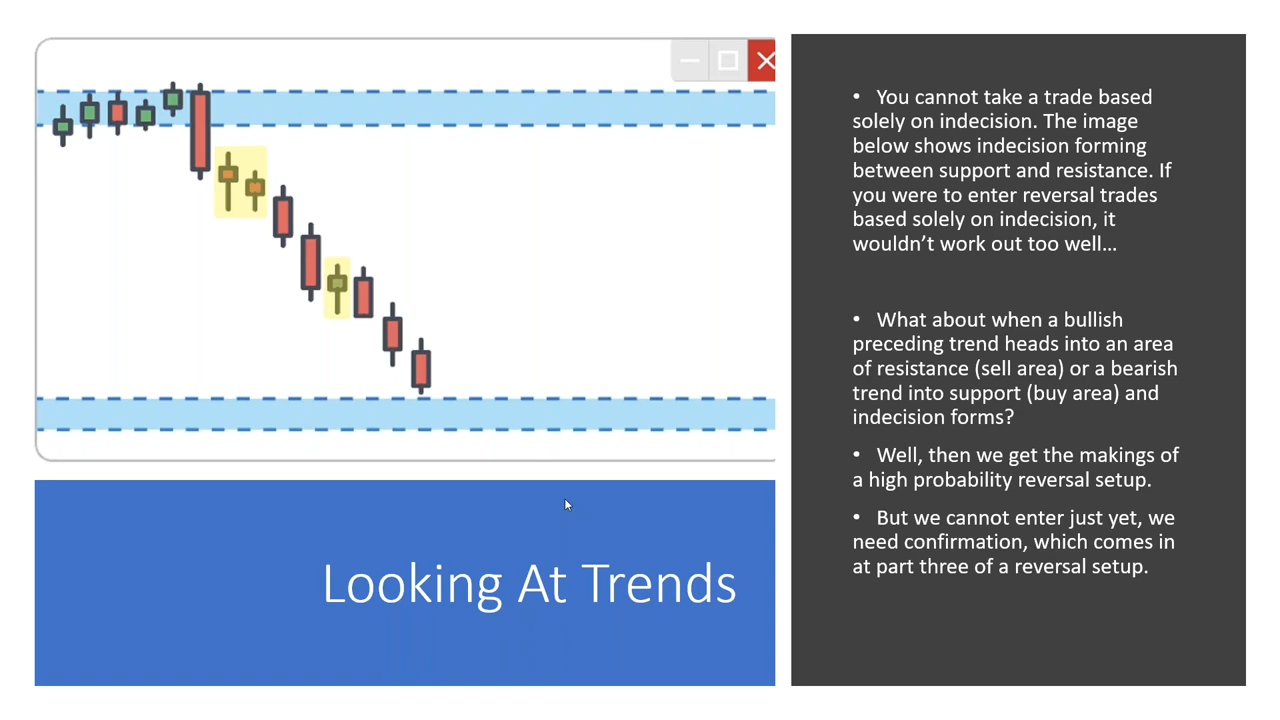 • You cannot take a trade based
solely on indecision. The image
below shows indecision forming
between support and resistance. If
you were to enter reversal trades
based solely on indecision, it
wouldn’t work out too well…
• What about when a bullish
preceding trend heads into an area
of resistance (sell area) or a bearish
trend into support (buy area) and
indecision forms?
• Well, then we get the makings of
a high probability reversal setup.
• But we cannot enter just yet, we
need confirmation, which comes in
at part three of a reversal setup.
Looking At Trends